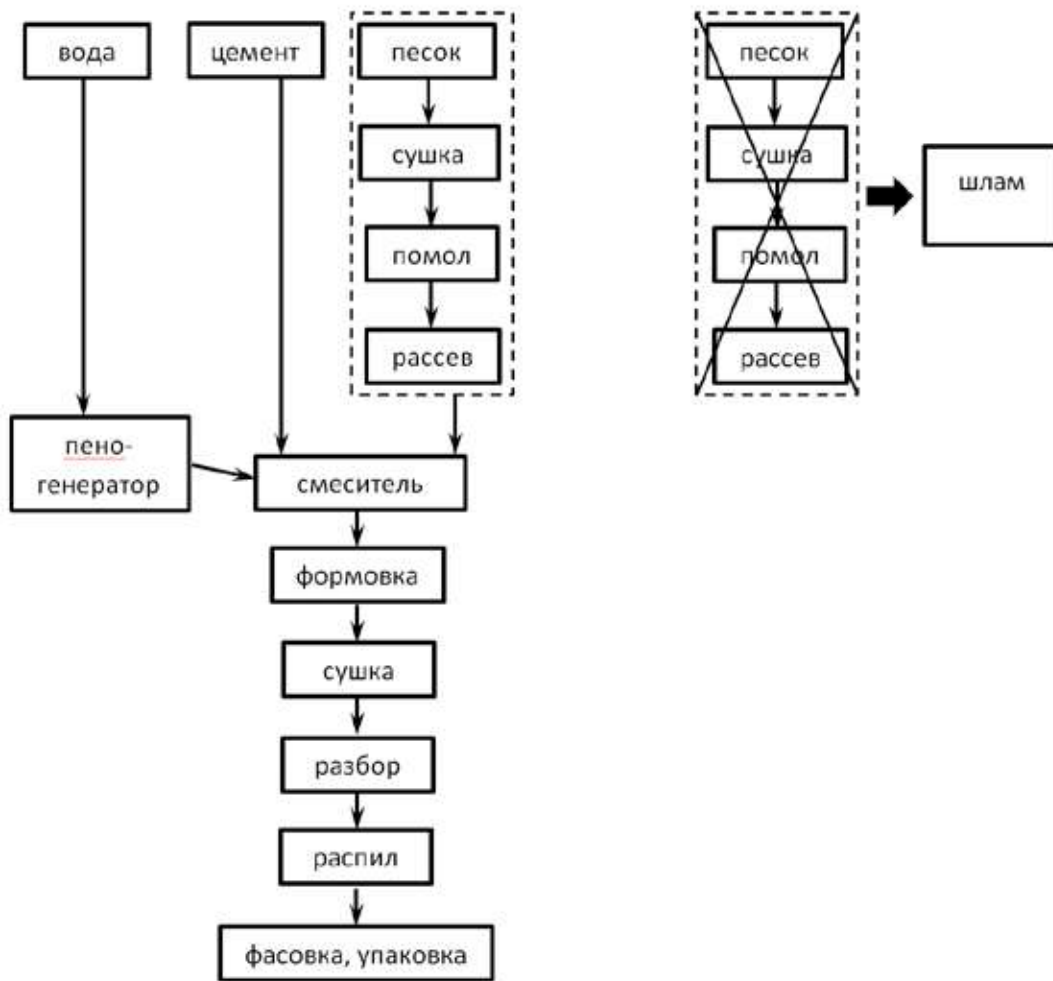 вода
цемент
песок
песок
сушка
сушка
шлам
помол
помол
рассев
рассев
пено-
генератор
смеситель
формовка
сушка
разбор
распил
фасовка, упаковка